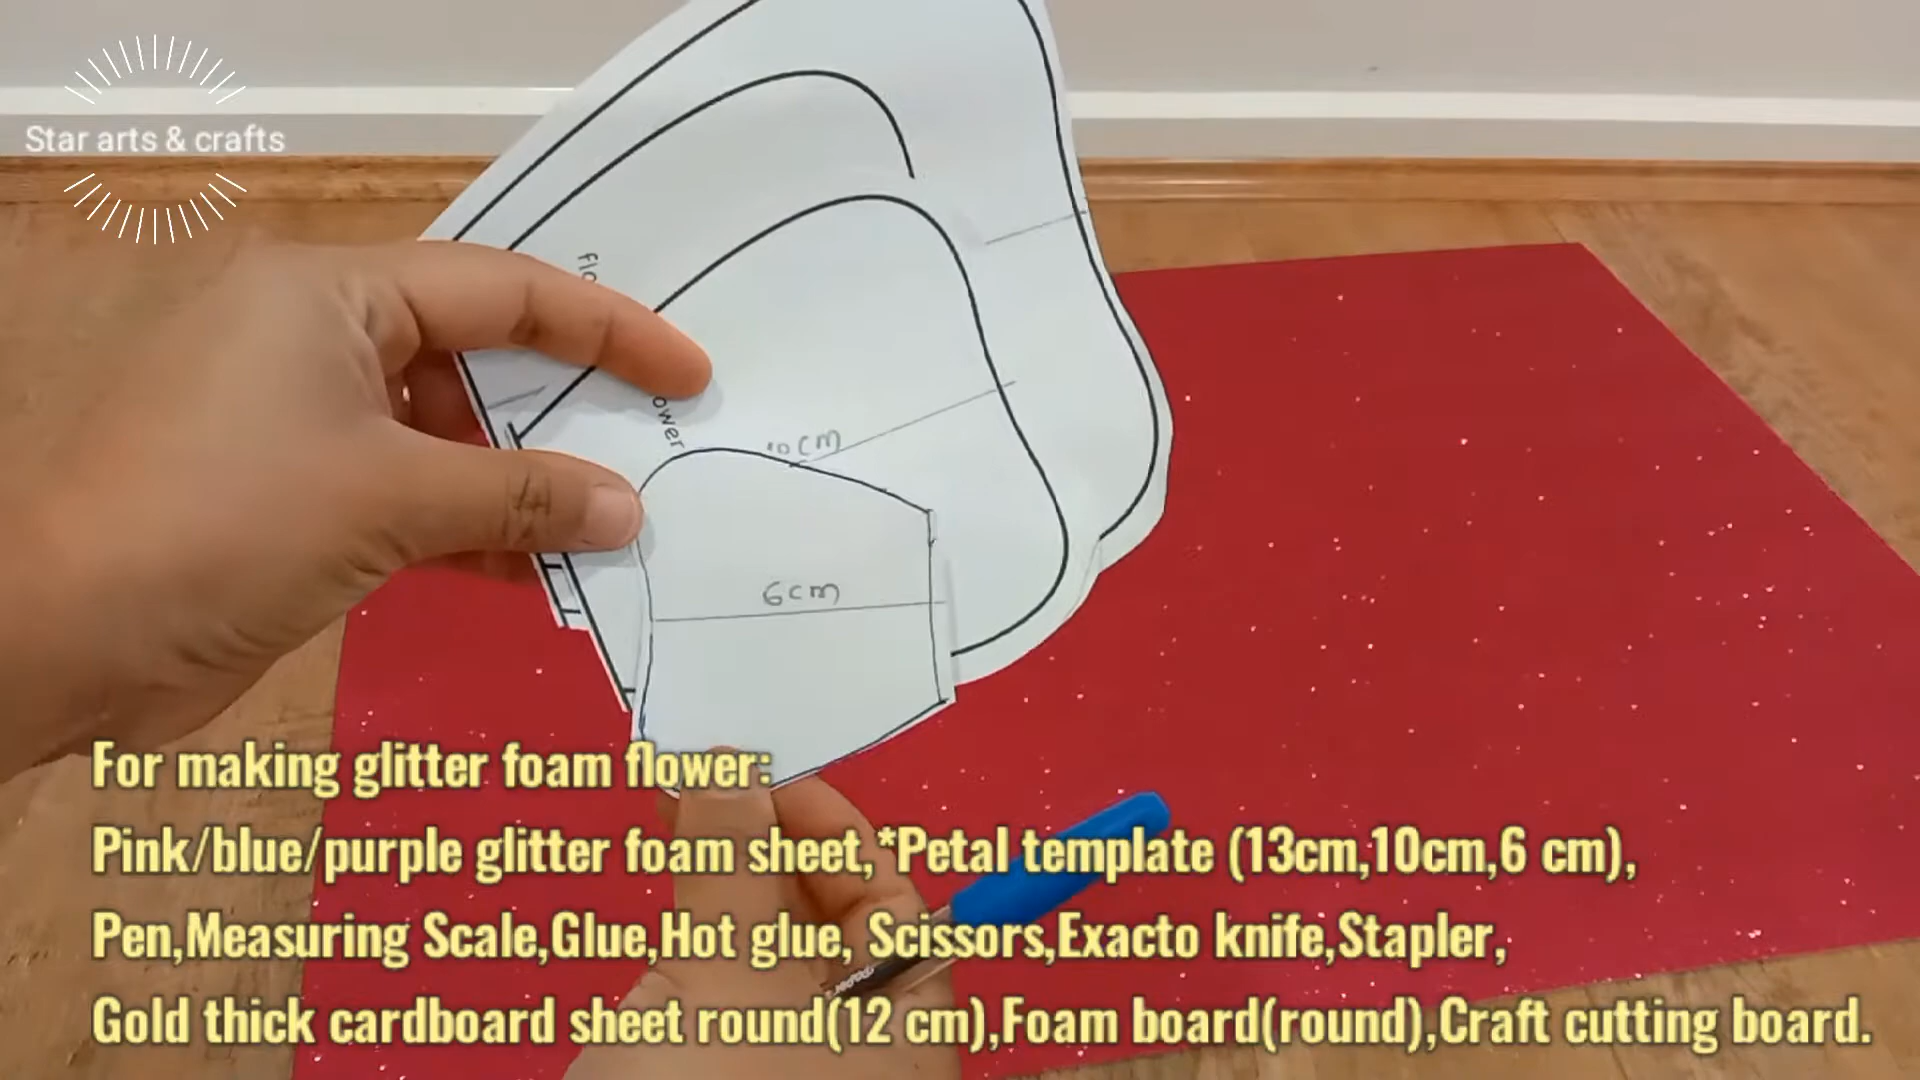 Star arts & crafts
flo
ower
10cm
6cm
For making glitter foam flower:
Pink/blue/purple glitter foam sheet,*Petal template (13cm,10cm,6 cm),
Pen,Measuring Scale,Glue,Hot glue, Scissors,Exacto knife,Stapler,
Gold thick cardboard sheet round(12 cm),Foam board(round),Craft cutting board.